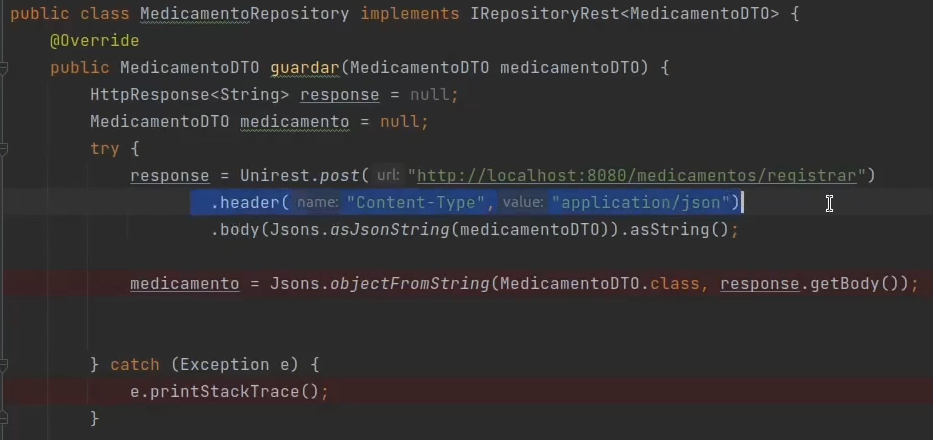 public class MedicamentoRepository implements IRepositoryRest<MedicamentoDTO> {
@Override
public MedicamentoDTO guardar(MedicamentoDTO medicamentoDTO) {
HttpResponse<String> response = null;
MedicamentoDTO medicamento = null;
try {
response = Unirest.post( url: "http://localhost:8080/medicamentos/registrar")
.header( name: "Content-Type", value: "application/json")
.body(Jsons.asJsonString(medicamentoDTO)).asString();
medicamento = Jsons.objectFromString(MedicamentoDTO.class, response.getBody());
} catch (Exception e) {
e.printStackTrace();
}